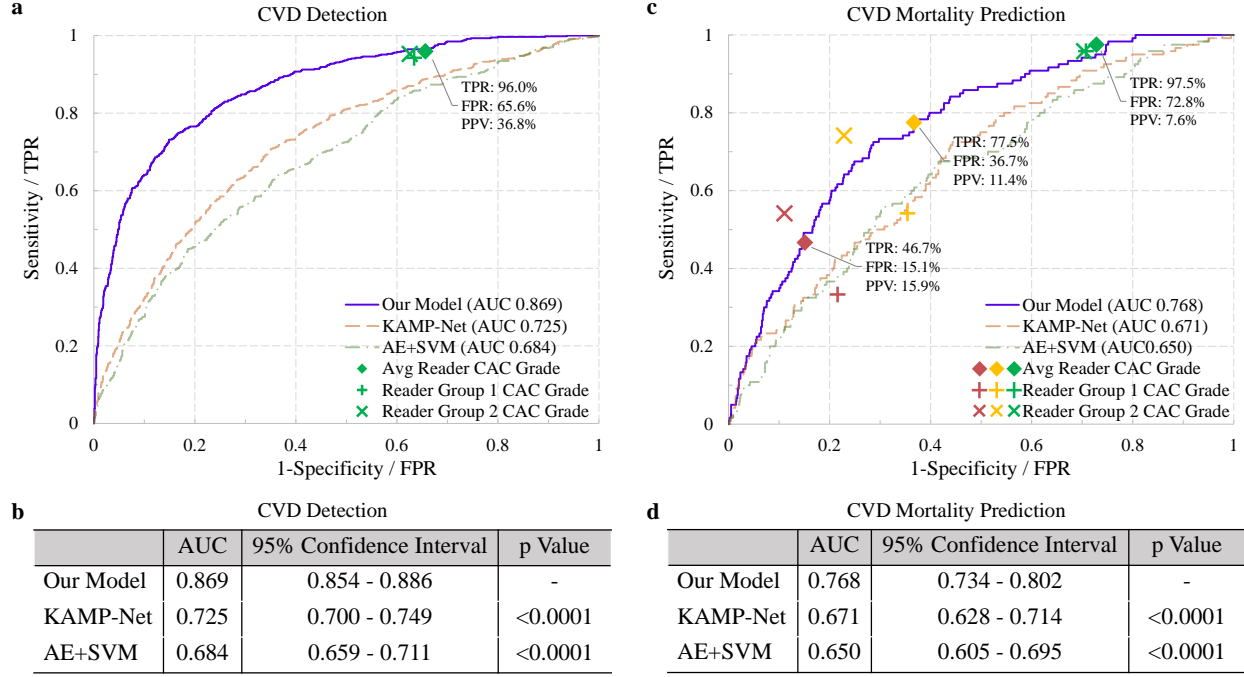 a
CVD Detection
Sensitivity / TPR
1
0.8
0.6
0.4
0.2
0
TPR: 96.0%
FPR: 65.6%
PPV: 36.8%
Our Model (AUC 0.869)
KAMP-Net (AUC 0.725)
AE+SVM (AUC 0.684)
Avg Reader CAC Grade
Reader Group 1 CAC Grade
Reader Group 2 CAC Grade
0 0.2 0.4 0.6 0.8 1
1-Specificity / FPR
c
CVD Mortality Prediction
Sensitivity / TPR
1
0.8
0.6
0.4
0.2
0
TPR: 97.5%
FPR: 72.8%
PPV: 7.6%
TPR: 77.5%
FPR: 36.7%
PPV: 11.4%
TPR: 46.7%
FPR: 15.1%
PPV: 15.9%
Our Model (AUC 0.768)
KAMP-Net (AUC 0.671)
AE+SVM (AUC0.650)
Avg Reader CAC Grade
Reader Group 1 CAC Grade
Reader Group 2 CAC Grade
0 0.2 0.4 0.6 0.8 1
1-Specificity / FPR
b
CVD Detection
AUC 95% Confidence Interval p Value
Our Model 0.869 0.854 - 0.886 -
KAMP-Net 0.725 0.700 - 0.749 <0.0001
AE+SVM 0.684 0.659 - 0.711 <0.0001
d
CVD Mortality Prediction
AUC 95% Confidence Interval p Value
Our Model 0.768 0.734 - 0.802 -
KAMP-Net 0.671 0.628 - 0.714 <0.0001
AE+SVM 0.650 0.605 - 0.695 <0.0001